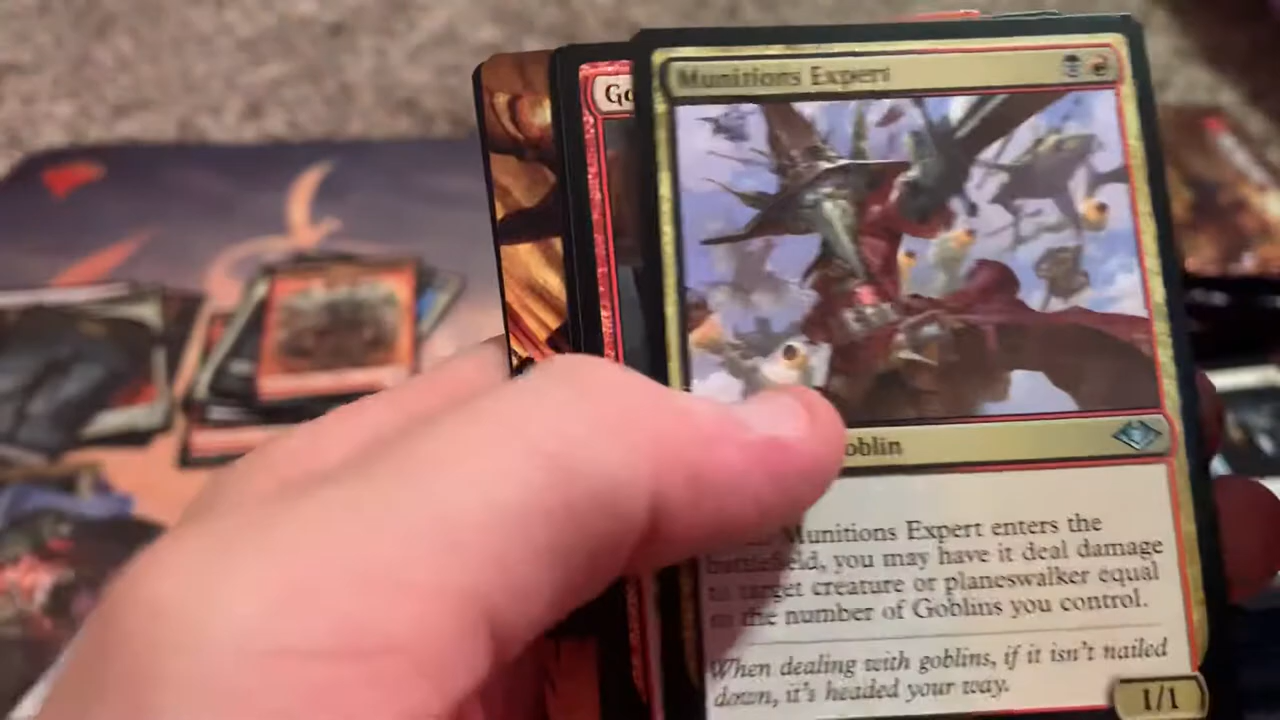 Go
Munitions Expert
oblin
Munitions Expert enters the
battlefield, you may have it deal damage
to target creature or planeswalker equal
to the number of Goblins you control.
When dealing with goblins, if it isn't nailed
down, it's headed your way.
1/1